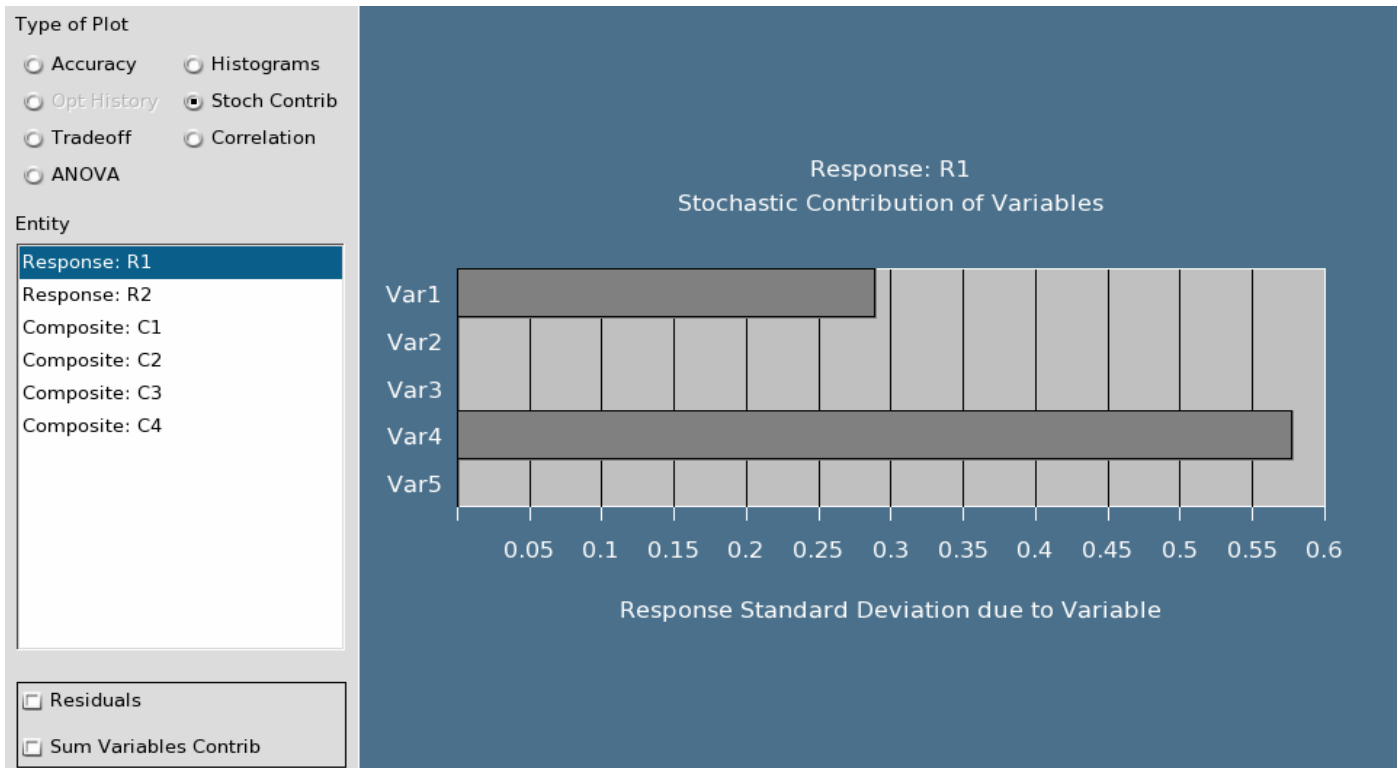 Type of Plot
Accuracy
Histograms
Opt History
Stoch Contrib
Tradeoff
Correlation
ANOVA
Entity
Response: R1
Response: R2
Composite: C1
Composite: C2
Composite: C3
Composite: C4
Residuals
Sum Variables Contrib
Response: R1
Stochastic Contribution of Variables
Var1
Var2
Var3
Var4
Var5
0.05 0.1 0.15 0.2 0.25 0.3 0.35 0.4 0.45 0.5 0.55 0.6
Response Standard Deviation due to Variable